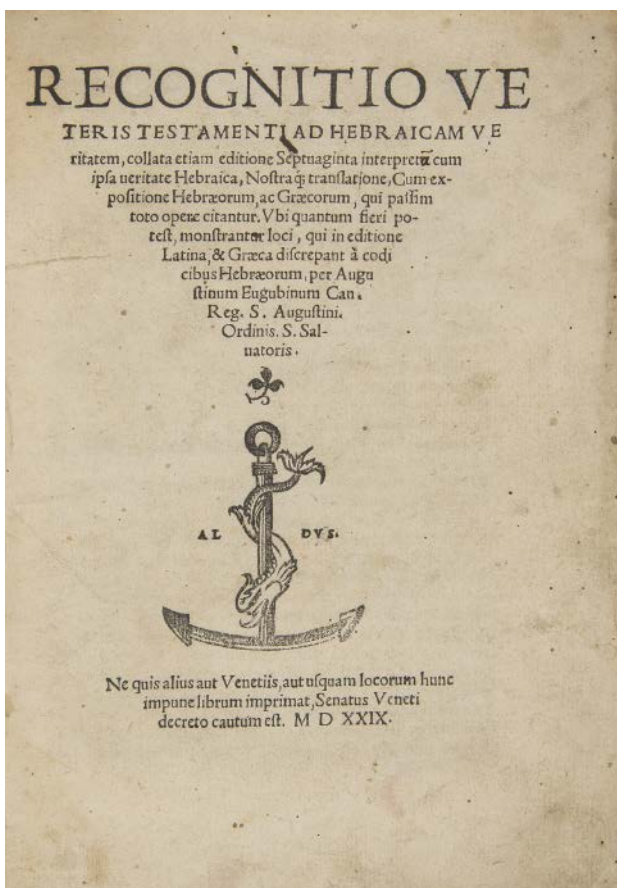 RECOGNITIO VE
TERIS TESTAMENTI AD HEBRAICAM VE
ritatem, collata etiam editione Septuaginta interpretū cum
ipsa ueritate Hebraica, Nostraq; translatione, Cum ex-
positione Hebræorum, ac Græcorum, qui passim
toto opere citantur. Vbi quantum fieri po-
test, monstrantur loci, qui in editione
Latina, & Græca discrepant à codi
cibus Hebræorum, per Augu
stinum Eugubinum Can.
Reg. S. Augustini.
Ordinis. S. Sal-
uatoris.
AL DVS.
Ne quis alius aut Venetiis, aut usquam locorum hunc
impune librum imprimat, Senatus Veneti
decreto cautum est. M D XXIX.